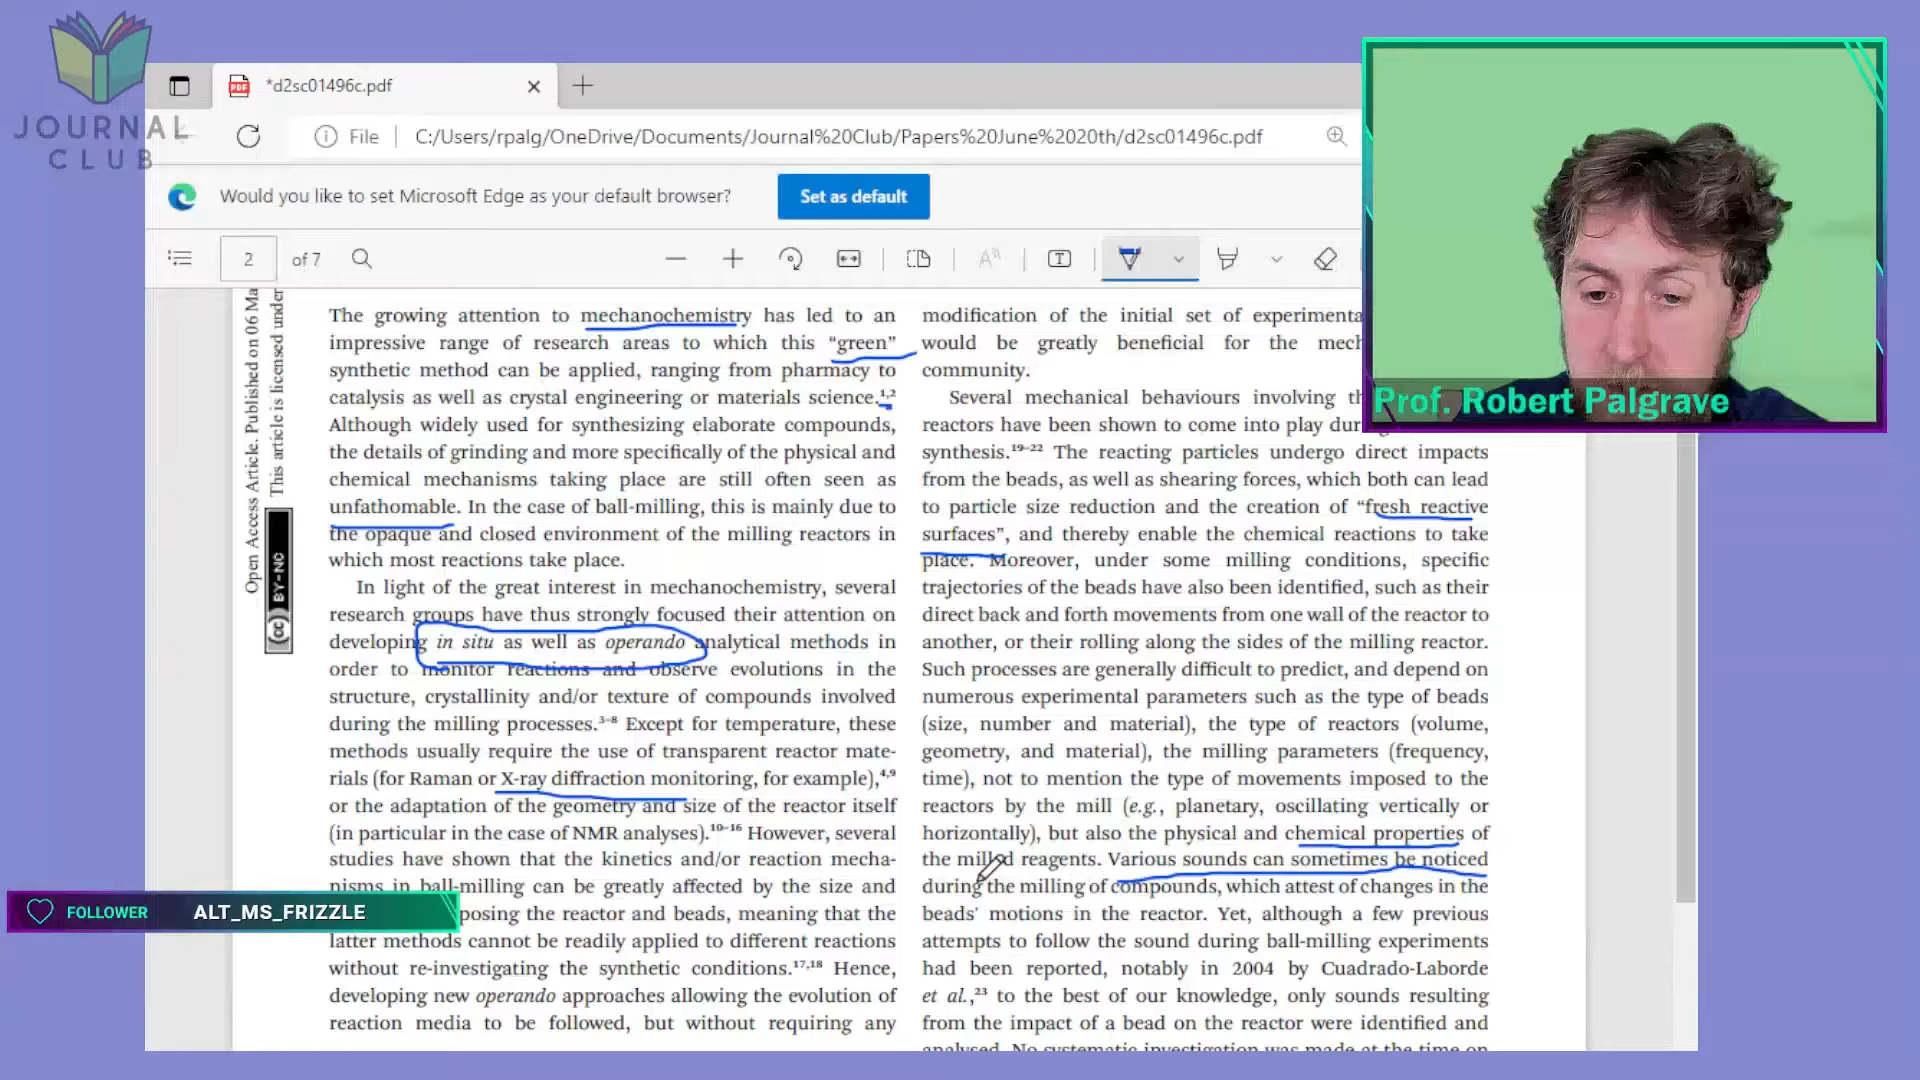 JOURNAL
CLUB
*d2sc01496c.pdf
File
C:/Users/rpalg/OneDrive/Documents/Journal%20Club/Papers%20June%2020th/d2sc01496c.pdf
Would you like to set Microsoft Edge as your default browser?
Set as default
2 of 7
Open Access Article. Published on 06 Ma
This article is licensed under
(cc) BY-NC
The growing attention to mechanochemistry has led to an
impressive range of research areas to which this “green”
synthetic method can be applied, ranging from pharmacy to
catalysis as well as crystal engineering or materials science.1,2
Although widely used for synthesizing elaborate compounds,
the details of grinding and more specifically of the physical and
chemical mechanisms taking place are still often seen as
unfathomable. In the case of ball-milling, this is mainly due to
the opaque and closed environment of the milling reactors in
which most reactions take place.
In light of the great interest in mechanochemistry, several
research groups have thus strongly focused their attention on
developing in situ as well as operando analytical methods in
order to monitor reactions and observe evolutions in the
structure, crystallinity and/or texture of compounds involved
during the milling processes.3–8 Except for temperature, these
methods usually require the use of transparent reactor mate-
rials (for Raman or X-ray diffraction monitoring, for example),4,9
or the adaptation of the geometry and size of the reactor itself
(in particular in the case of NMR analyses).10–16 However, several
studies have shown that the kinetics and/or reaction mecha-
nisms in ball-milling can be greatly affected by the size and
posing the reactor and beads, meaning that the
latter methods cannot be readily applied to different reactions
without re-investigating the synthetic conditions.17,18 Hence,
developing new operando approaches allowing the evolution of
reaction media to be followed, but without requiring any
modification of the initial set of experimenta
would be greatly beneficial for the mech
community.
Several mechanical behaviours involving th
reactors have been shown to come into play during
synthesis.19–22 The reacting particles undergo direct impacts
from the beads, as well as shearing forces, which both can lead
to particle size reduction and the creation of “fresh reactive
surfaces”, and thereby enable the chemical reactions to take
place. Moreover, under some milling conditions, specific
trajectories of the beads have also been identified, such as their
direct back and forth movements from one wall of the reactor to
another, or their rolling along the sides of the milling reactor.
Such processes are generally difficult to predict, and depend on
numerous experimental parameters such as the type of beads
(size, number and material), the type of reactors (volume,
geometry, and material), the milling parameters (frequency,
time), not to mention the type of movements imposed to the
reactors by the mill (e.g., planetary, oscillating vertically or
horizontally), but also the physical and chemical properties of
the milled reagents. Various sounds can sometimes be noticed
during the milling of compounds, which attest of changes in the
beads’ motions in the reactor. Yet, although a few previous
attempts to follow the sound during ball-milling experiments
had been reported, notably in 2004 by Cuadrado-Laborde
et al.,23 to the best of our knowledge, only sounds resulting
from the impact of a bead on the reactor were identified and
analysed. No systematic investigation was made at the time on
Prof. Robert Palgrave
FOLLOWER
ALT_MS_FRIZZLE